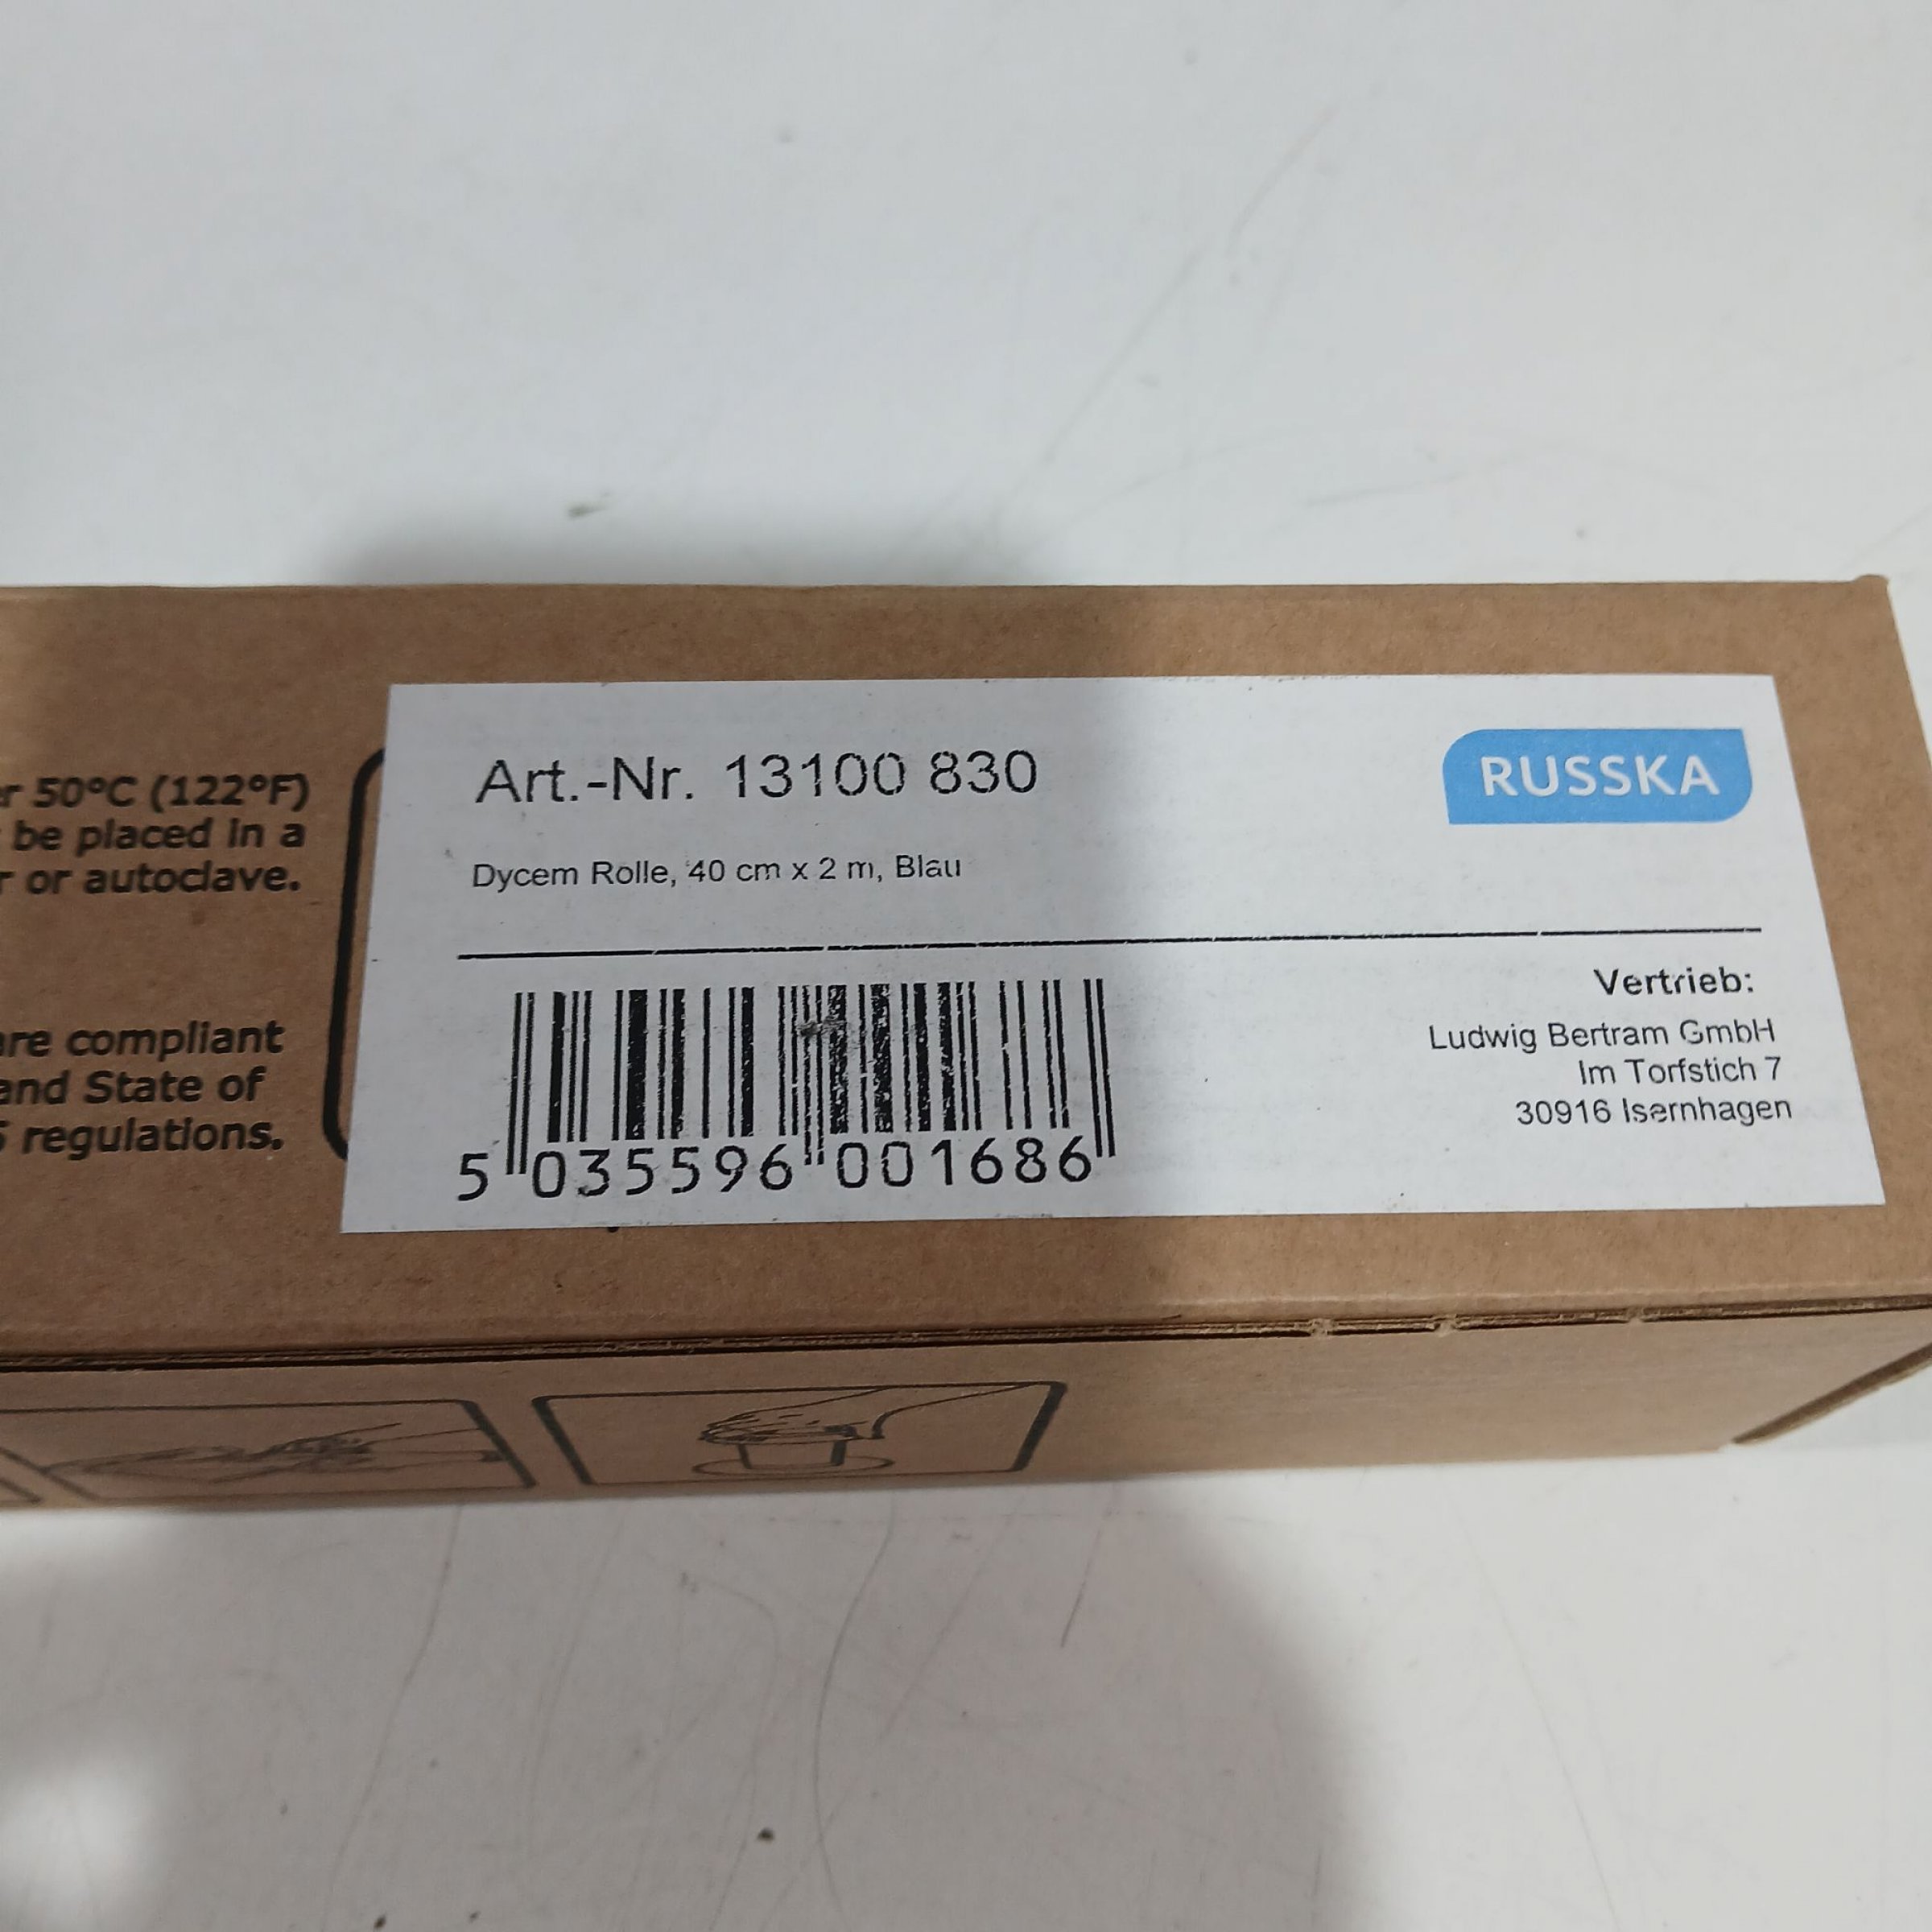 50°C (122°F)
be placed in a
or autoclave.
are compliant
and State of
regulations.
Art.-Nr. 13100 830
RUSSKA
Dycem Rolle, 40 cm x 2 m, Blau
Vertrieb:
Ludwig Bertram GmbH
Im Torfstich 7
30916 Isernhagen
5 035596 001686